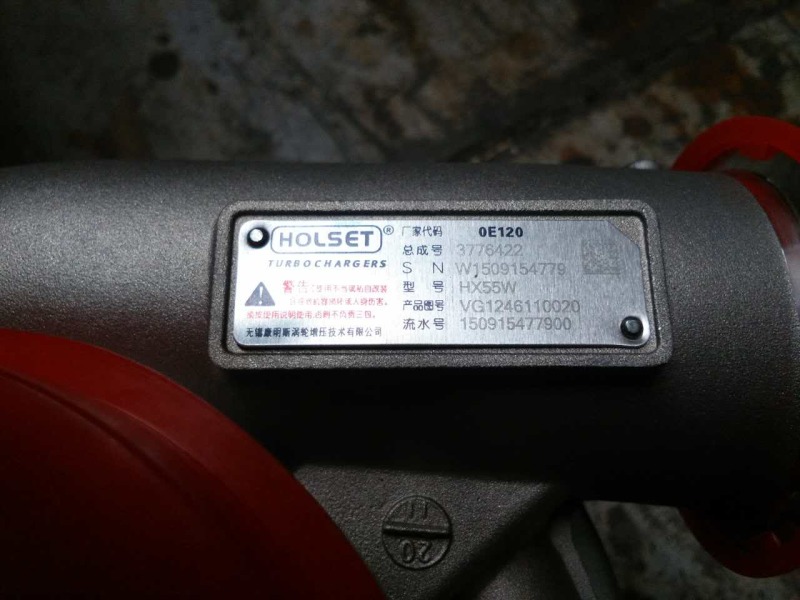 HOLSET®
TURBOCHARGERS
警告
无锡康明斯涡轮增压技术有限公司
厂家代码 0E120
总成号 3776422
S N W1509154779
型 号 HX55W
产品图号 VG1246110020
流水号 150915477900
11
20